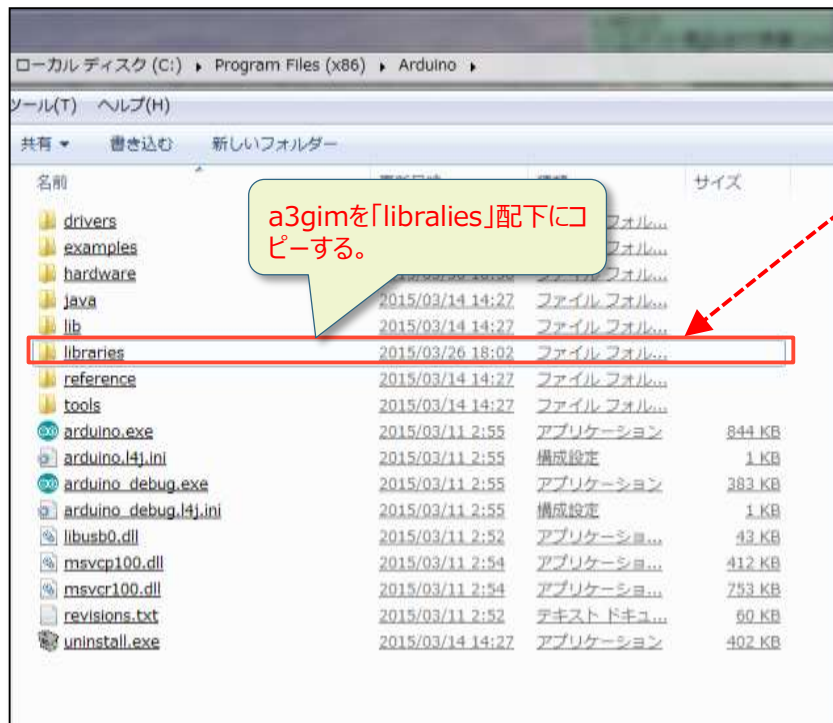 ローカル ディスク (C:) ▸ Program Files (x86) ▸ Arduino ▸
ツール(T) ヘルプ(H)
共有 ▼ 書き込む 新しいフォルダー
名前 サイズ
a3gimを「libralies」配下にコ
ピーする。
drivers フォル...
examples フォル...
hardware フォル...
java 2015/03/14 14:27 ファイル フォル...
lib 2015/03/14 14:27 ファイル フォル...
libraries 2015/03/26 18:02 ファイル フォル...
reference 2015/03/14 14:27 ファイル フォル...
tools 2015/03/14 14:27 ファイル フォル...
arduino.exe 2015/03/11 2:55 アプリケーション 844 KB
arduino.l4j.ini 2015/03/11 2:55 構成設定 1 KB
arduino_debug.exe 2015/03/11 2:55 アプリケーション 383 KB
arduino_debug.l4j.ini 2015/03/11 2:55 構成設定 1 KB
libusb0.dll 2015/03/11 2:52 アプリケーショ... 43 KB
msvcp100.dll 2015/03/11 2:54 アプリケーショ... 412 KB
msvcr100.dll 2015/03/11 2:54 アプリケーショ... 753 KB
revisions.txt 2015/03/11 2:52 テキスト ドキュ... 60 KB
uninstall.exe 2015/03/14 14:27 アプリケーション 402 KB